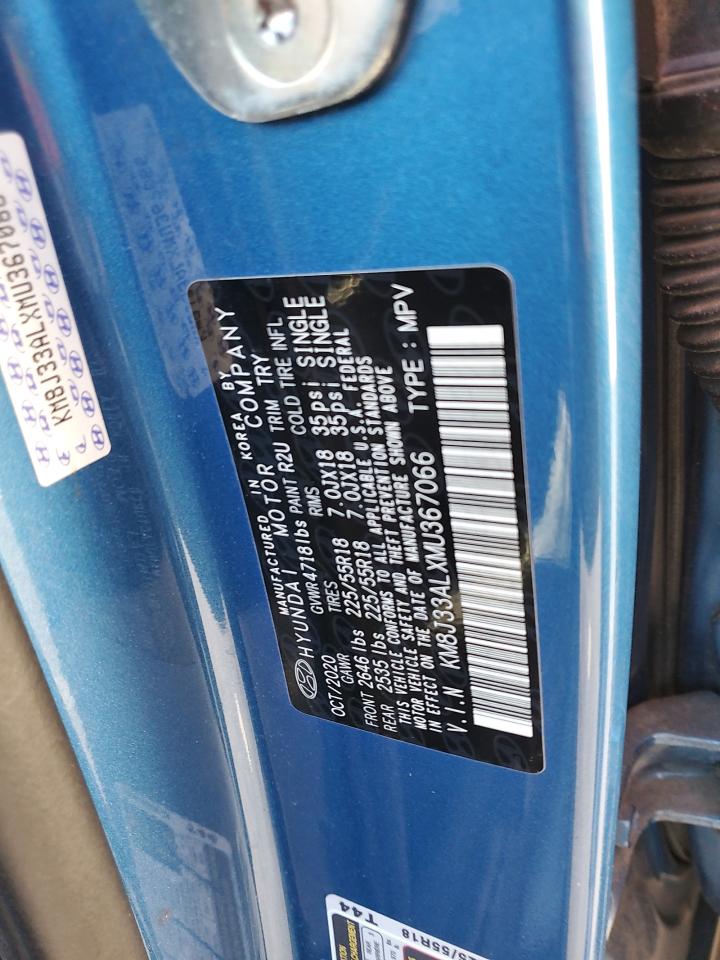 MANUFACTURED IN KOREA BY
HYUNDAI MOTOR COMPANY
OCT/2020 GVWR 4718lbs PAINT R2U TRIM TRY
GAWR TIRES RIMS COLD TIRE INFL
FRONT 2646 lbs 225/55R18 7.0JX18 35psi SINGLE
REAR 2535 lbs 225/55R18 7.0JX18 35psi SINGLE
THIS VEHICLE CONFORMS TO ALL APPLICABLE U.S.A. FEDERAL
MOTOR VEHICLE SAFETY AND THEFT PREVENTION STANDARDS
IN EFFECT ON THE DATE OF MANUFACTURE SHOWN ABOVE
V.I.N KM8J33ALXMU367066 TYPE : MPV
KM8J33ALXMU367066
T44
25/55R18